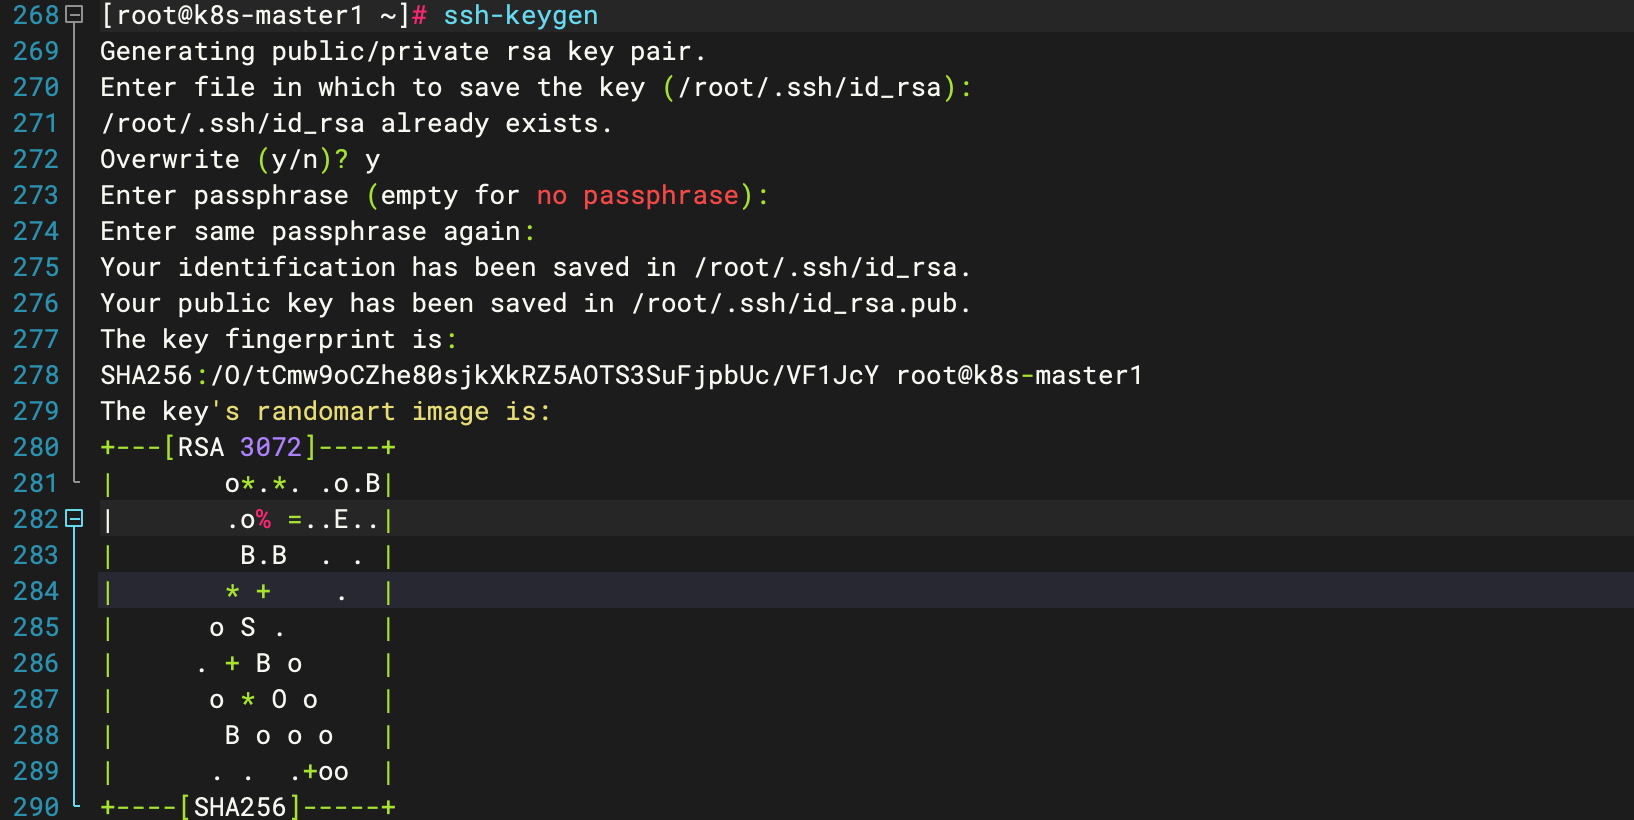 268 [root@k8s-master1 ~]# ssh-keygen
269 Generating public/private rsa key pair.
270 Enter file in which to save the key (/root/.ssh/id_rsa):
271 /root/.ssh/id_rsa already exists.
272 Overwrite (y/n)? y
273 Enter passphrase (empty for no passphrase):
274 Enter same passphrase again:
275 Your identification has been saved in /root/.ssh/id_rsa.
276 Your public key has been saved in /root/.ssh/id_rsa.pub.
277 The key fingerprint is:
278 SHA256:/O/tCmw9oCZhe80sjkXkRZ5AOTS3SuFjpbUc/VF1JcY root@k8s-master1
279 The key's randomart image is:
280 +---[RSA 3072]----+
281 |       o*.*. .o.B|
282 |       .o% =..E..|
283 |        B.B  . . |
284 |       * +    .  |
285 |      o S .      |
286 |     . + B o     |
287 |      o * O o    |
288 |       B o o o   |
289 |      . .  .+oo  |
290 +----[SHA256]-----+